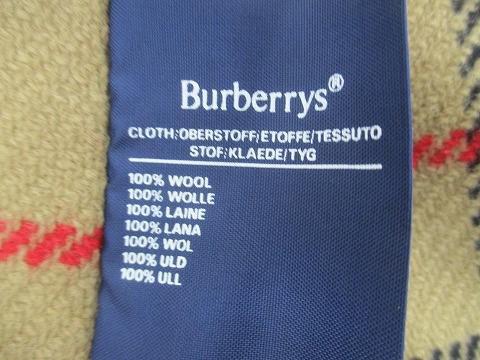 Burberrys®
CLOTH:OBERSTOFF/ETOFFE/TESSUTO
STOF:KLAEDE/TYG
100% WOOL
100% WOLLE
100% LAINE
100% LANA
100% WOL
100% ULD
100% ULL